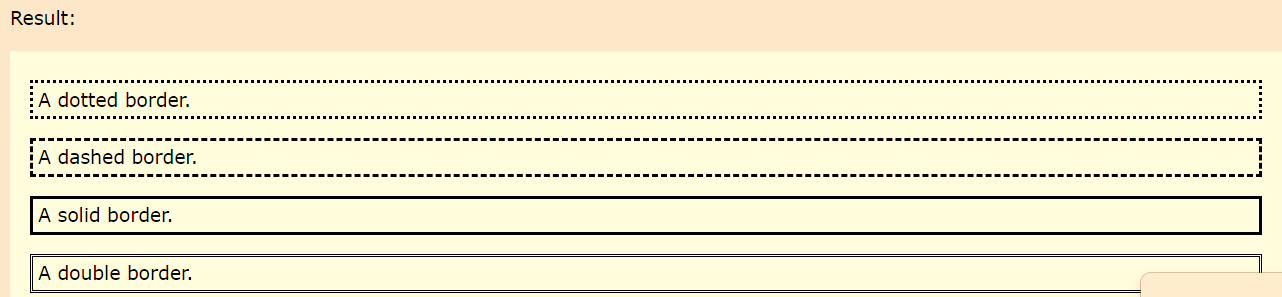 Result:
A dotted border.
A dashed border.
A solid border.
A double border.